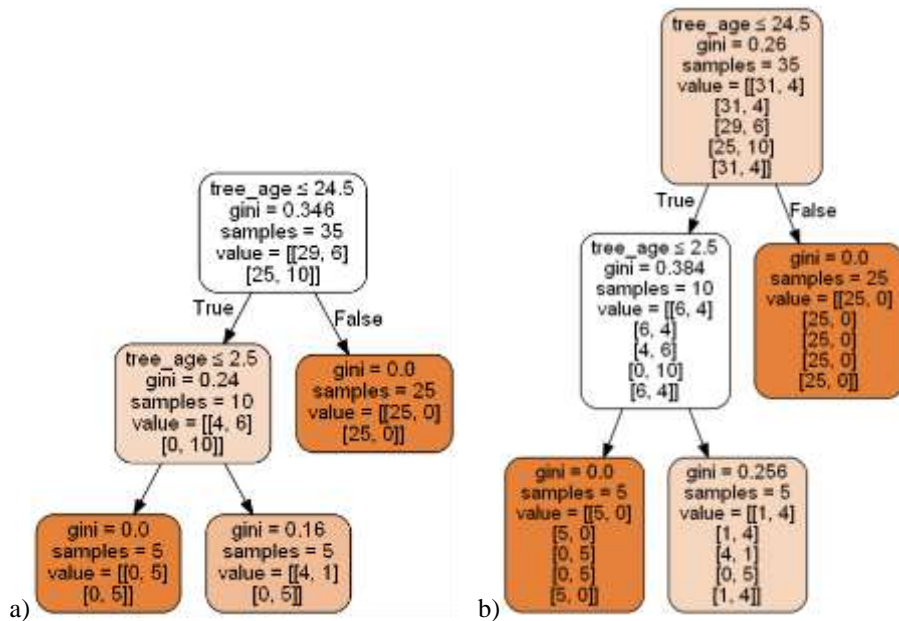 tree_age ≤ 24.5
gini = 0.346
samples = 35
value = [[29, 6]
[25, 10]]
True
False
tree_age ≤ 2.5
gini = 0.24
samples = 10
value = [[4, 6]
[0, 10]]
gini = 0.0
samples = 25
value = [[25, 0]
[25, 0]]
gini = 0.0
samples = 5
value = [[0, 5]
[0, 5]]
gini = 0.16
samples = 5
value = [[4, 1]
[0, 5]]
a)
tree_age ≤ 24.5
gini = 0.26
samples = 35
value = [[31, 4]
[31, 4]
[29, 6]
[25, 10]
[31, 4]]
True
False
tree_age ≤ 2.5
gini = 0.384
samples = 10
value = [[6, 4]
[6, 4]
[4, 6]
[0, 10]
[6, 4]]
gini = 0.0
samples = 25
value = [[25, 0]
[25, 0]
[25, 0]
[25, 0]
[25, 0]]
gini = 0.0
samples = 5
value = [[5, 0]
[5, 0]
[0, 5]
[0, 5]
[5, 0]]
gini = 0.256
samples = 5
value = [[1, 4]
[1, 4]
[4, 1]
[0, 5]
[1, 4]]
b)